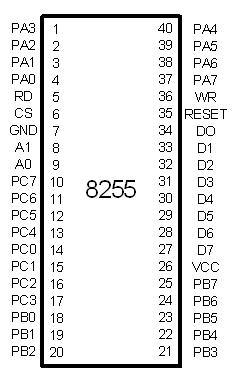 PA3 1 40 PA4
PA2 2 39 PA5
PA1 3 38 PA6
PA0 4 37 PA7
RD 5 36 WR
CS 6 35 RESET
GND 7 34 DO
A1 8 33 D1
A0 9 32 D2
PC7 10 31 D3
PC6 11 8255 30 D4
PC5 12 29 D5
PC4 13 28 D6
PC0 14 27 D7
PC1 15 26 VCC
PC2 16 25 PB7
PC3 17 24 PB6
PB0 18 23 PB5
PB1 19 22 PB4
PB2 20 21 PB3